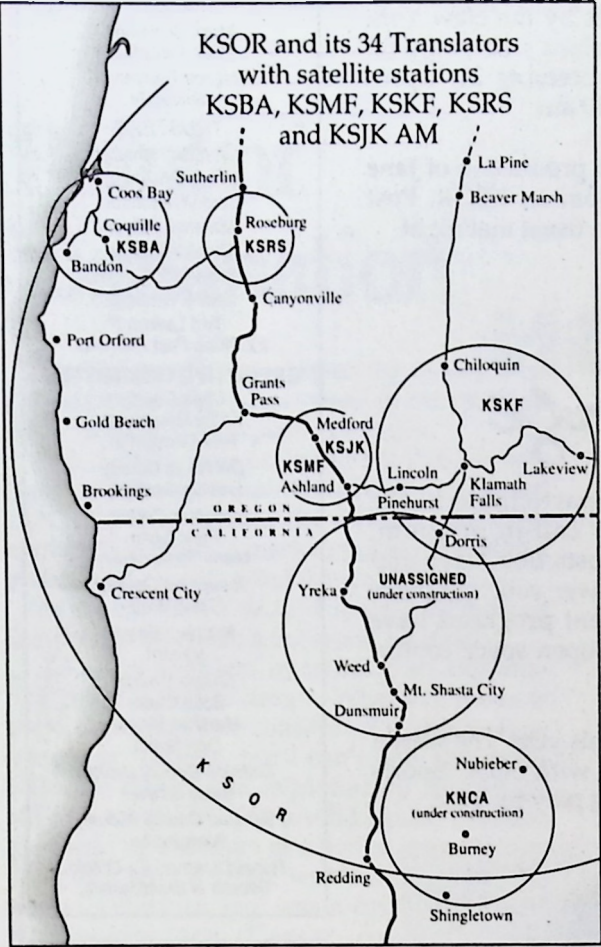 KSOR and its 34 Translators
with satellite stations
KSBA, KSMF, KSKF, KSRS
and KSJK AM
La Pine
Beaver Marsh
Sutherlin
Coos Bay
Coquille
KSBA
Roseburg
KSRS
Bandon
Canyonville
Port Orford
Chiloquin
KSKF
Grants
Pass
Gold Beach
Medford
KSJK
KSMF
Ashland
Lincoln
Pinehurst
Klamath
Falls
Lakeview
Brookings
OREGON
CALIFORNIA
Dorris
Crescent City
Yreka
UNASSIGNED
(under construction)
Weed
Mt. Shasta City
Dunsmuir
KSOR
Nubieber
KNCA
(under construction)
Burney
Redding
Shingletown